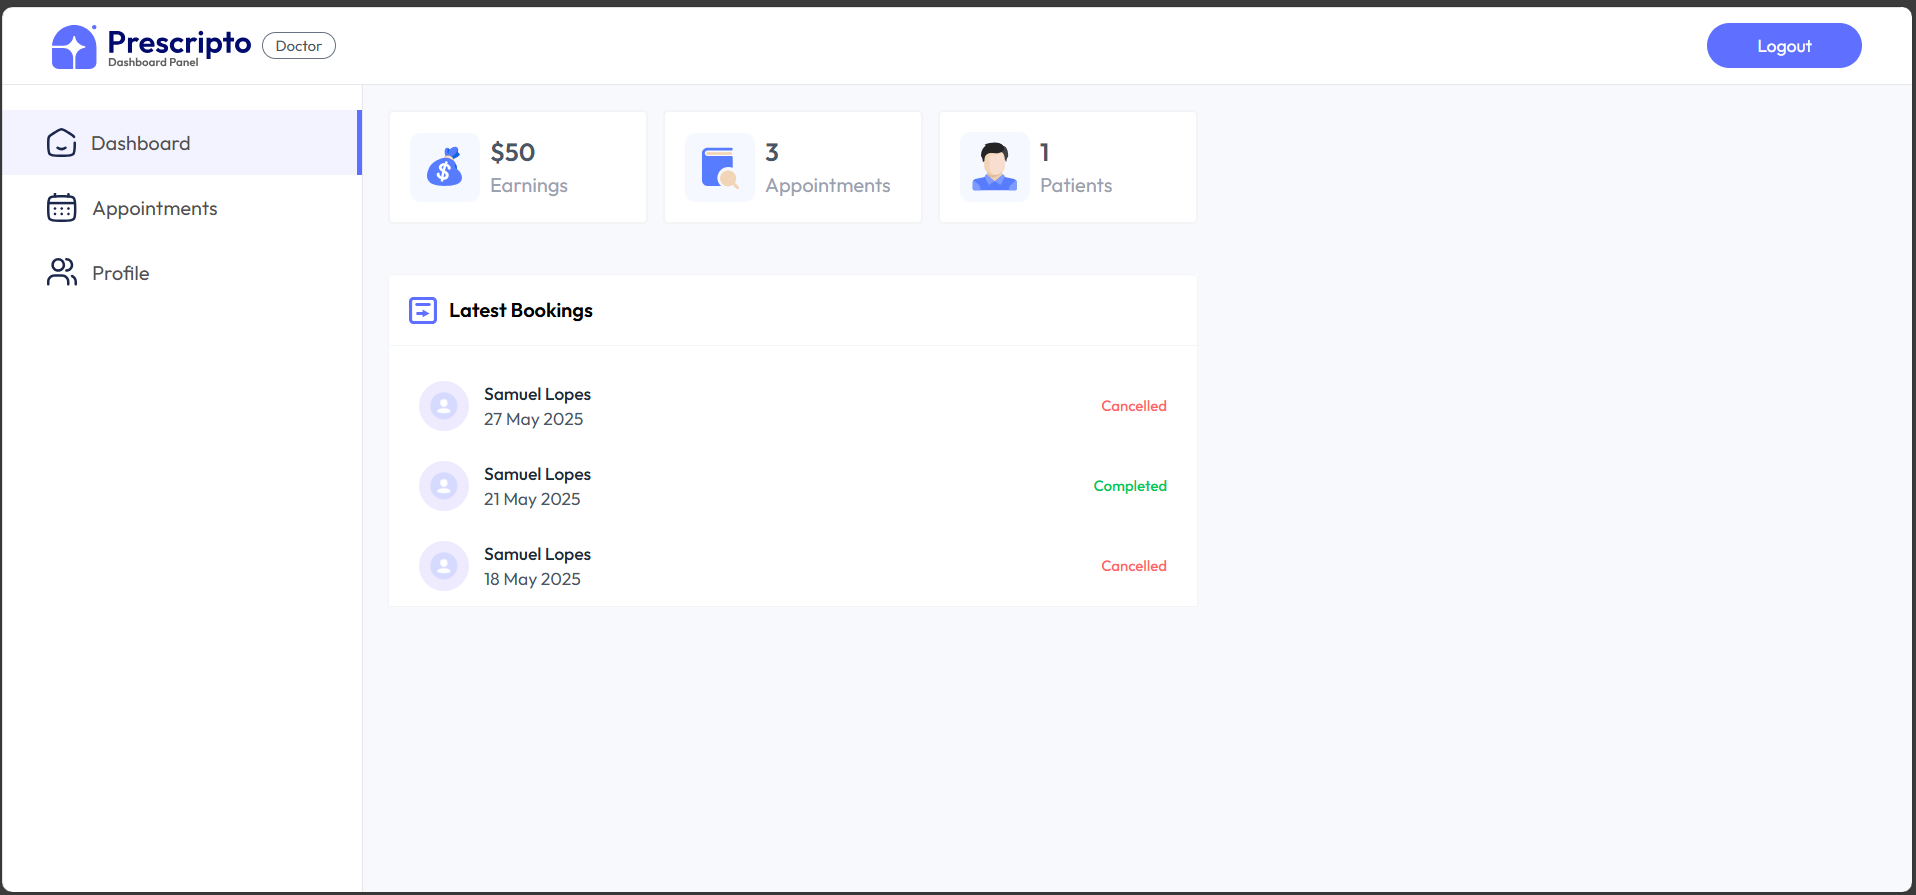 Prescripto
Dashboard Panel
Doctor
Logout
Dashboard
Appointments
Profile
$50
Earnings
3
Appointments
1
Patients
Latest Bookings
Samuel Lopes
27 May 2025
Cancelled
Samuel Lopes
21 May 2025
Completed
Samuel Lopes
18 May 2025
Cancelled